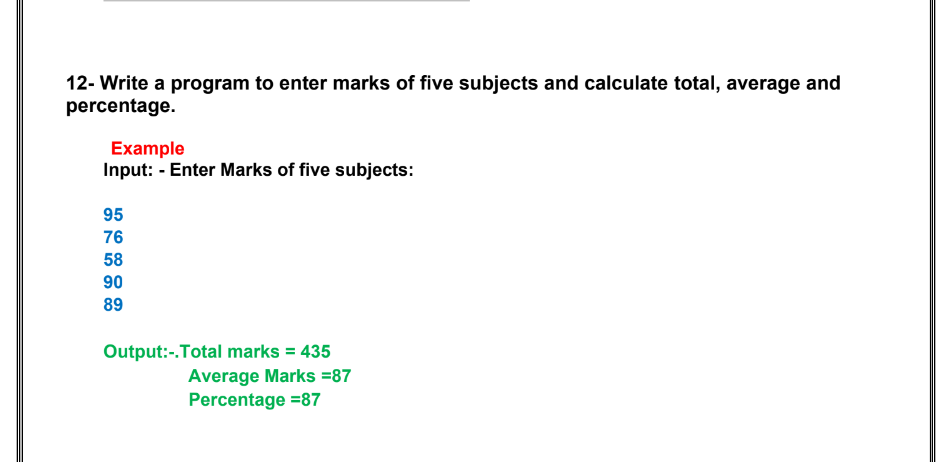 12- Write a program to enter marks of five subjects and calculate total, average and
percentage.
Example
Input: - Enter Marks of five subjects:
95
76
58
90
89
Output:-.Total marks = 435
Average Marks =87
Percentage =87